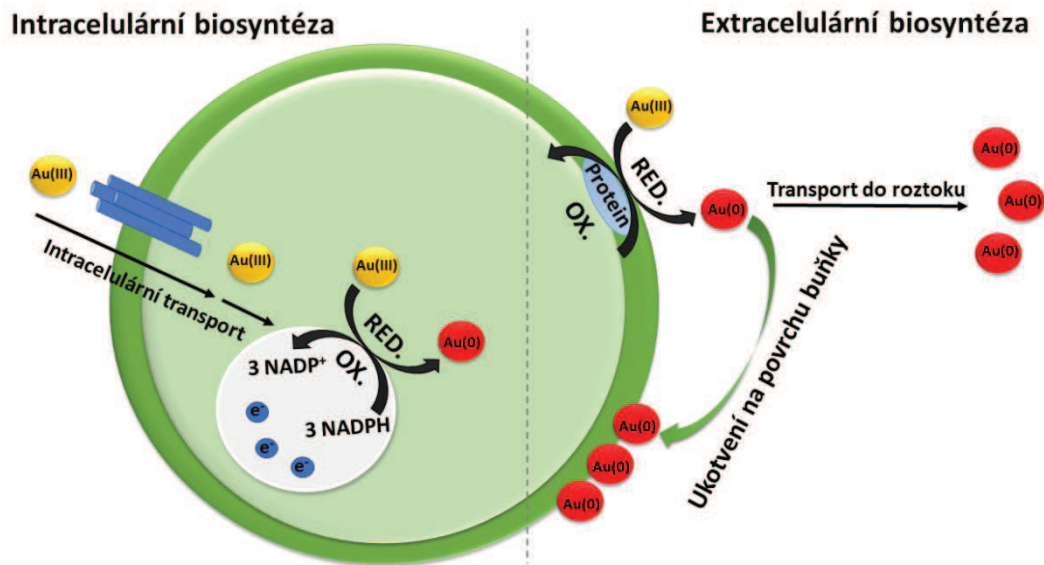 Intracelulární biosyntéza
Extracelulární biosyntéza
Au(III)
Intracelulární transport
Au(III)
Au(III)
RED.
OX.
Au(0)
3 NADP+
3 NADPH
e-
e-
e-
Au(III)
Protein
RED.
OX.
Au(0)
Transport do roztoku
Au(0)
Au(0)
Au(0)
Ukotvení na povrchu buňky
Au(0)
Au(0)
Au(0)